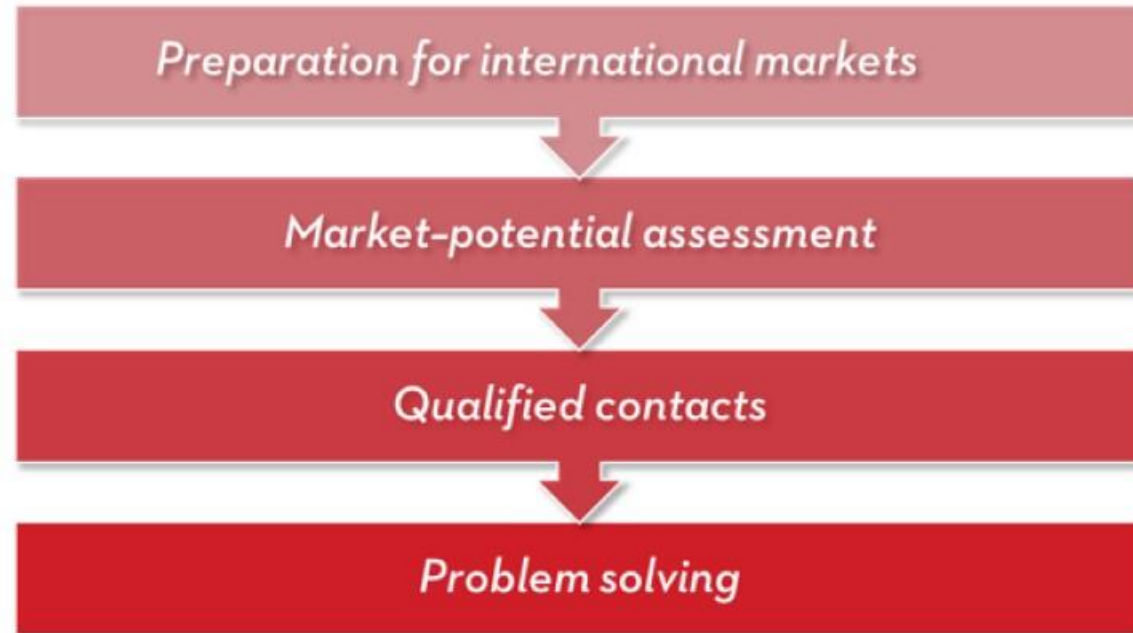 Preparation for international markets
Market-potential assessment
Qualified contacts
Problem solving